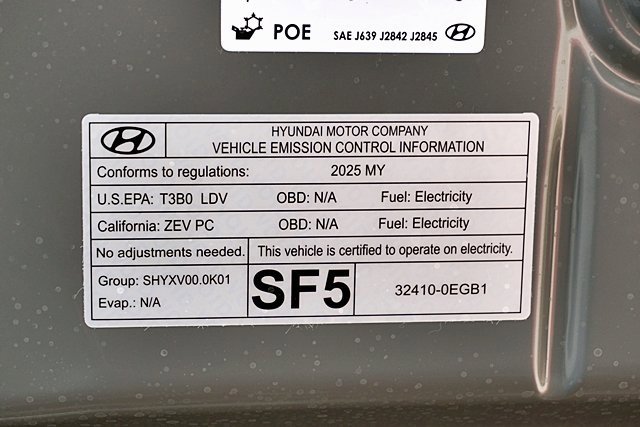 POE SAE J639 J2842 J2845
HYUNDAI MOTOR COMPANY
VEHICLE EMISSION CONTROL INFORMATION
Conforms to regulations: 2025 MY
U.S.EPA: T3B0 LDV OBD: N/A Fuel: Electricity
California: ZEV PC OBD: N/A Fuel: Electricity
No adjustments needed. This vehicle is certified to operate on electricity.
Group: SHYXV00.0K01
Evap.: N/A
SF5
32410-0EGB1